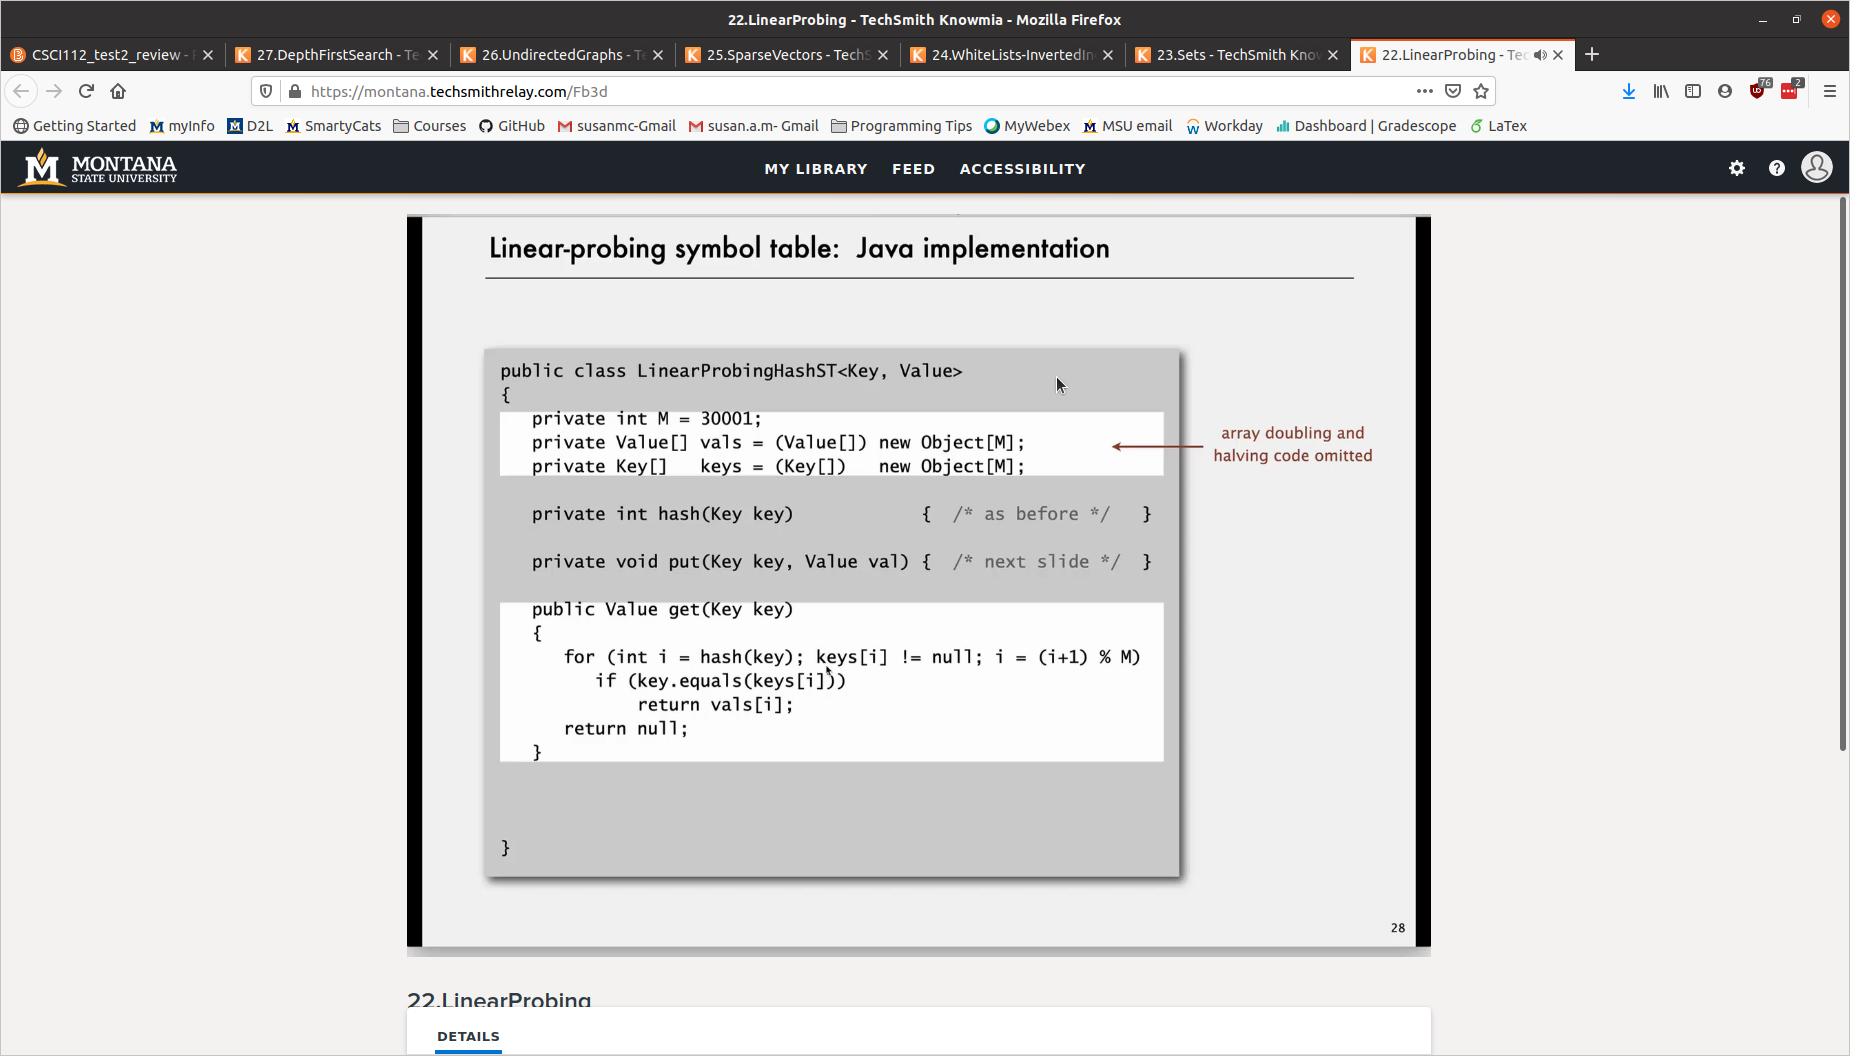 22.LinearProbing - TechSmith Knowmia - Mozilla Firefox
CSCI112_test2_review -
27.DepthFirstSearch - Te
26.UndirectedGraphs - Te
25.SparseVectors - TechS
24.WhiteLists-InvertedIn
23.Sets - TechSmith Know
22.LinearProbing - Tec
https://montana.techsmithrelay.com/Fb3d
76
2
Getting Started
myInfo
D2L
SmartyCats
Courses
GitHub
susanmc-Gmail
susan.a.m- Gmail
Programming Tips
MyWebex
MSU email
Workday
Dashboard | Gradescope
LaTex
M MONTANA
STATE UNIVERSITY
MY LIBRARY
FEED
ACCESSIBILITY
Linear-probing symbol table: Java implementation
public class LinearProbingHashST<Key, Value>
{
private int M = 30001;
private Value[] vals = (Value[]) new Object[M];
private Key[] keys = (Key[]) new Object[M];
array doubling and
halving code omitted
private int hash(Key key) { /* as before */ }
private void put(Key key, Value val) { /* next slide */ }
public Value get(Key key)
{
for (int i = hash(key); keys[i] != null; i = (i+1) % M)
if (key.equals(keys[i]))
return vals[i];
return null;
}
}
28
22.LinearProbing
DETAILS